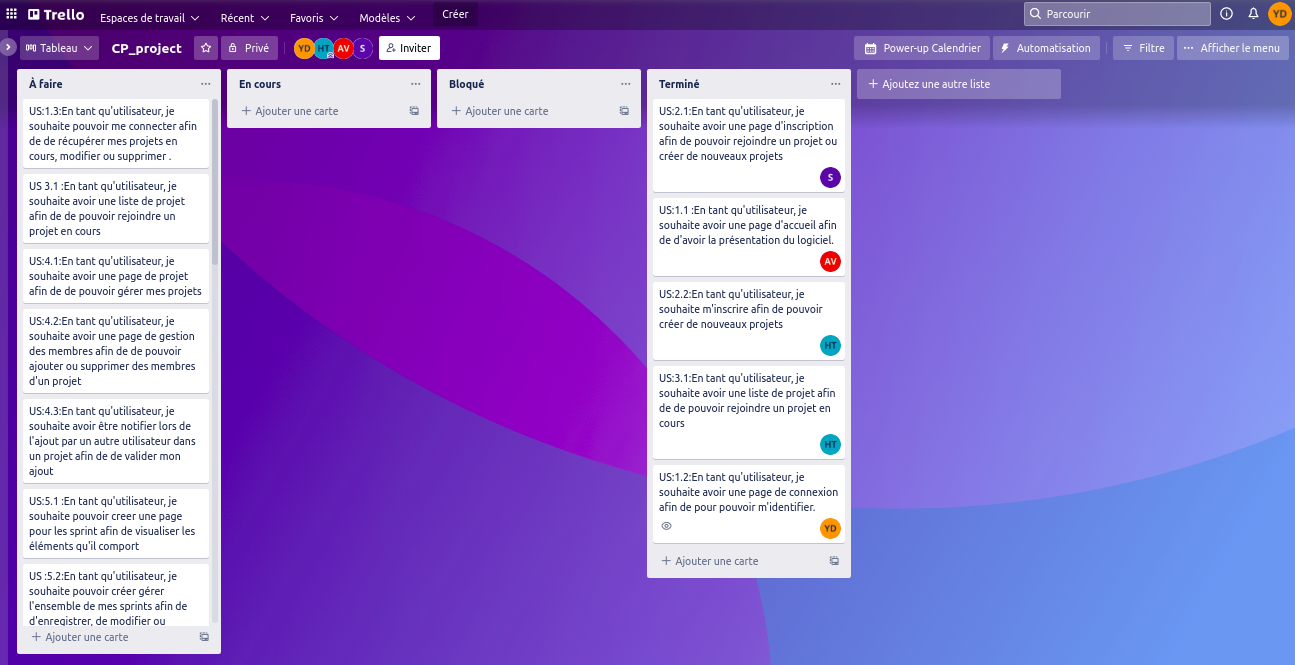 Trello
Espaces de travail
Récent
Favoris
Modèles
Créer
Parcourir
YD
Tableau
CP_project
Privé
YD
HT
AV
S
Inviter
Power-up Calendrier
Automatisation
Filtre
Afficher le menu
À faire
US:1.3:En tant qu'utilisateur, je
souhaite pouvoir me connecter afin
de de récupérer mes projets en
cours, modifier ou supprimer .
US 3.1 :En tant qu'utilisateur, je
souhaite avoir une liste de projet
afin de de pouvoir rejoindre un
projet en cours
US:4.1:En tant qu'utilisateur, je
souhaite avoir une page de projet
afin de de pouvoir gérer mes projets
US:4.2:En tant qu'utilisateur, je
souhaite avoir une page de gestion
des membres afin de de pouvoir
ajouter ou supprimer des membres
d'un projet
US:4.3:En tant qu'utilisateur, je
souhaite avoir être notifier lors de
l'ajout par un autre utilisateur dans
un projet afin de de valider mon
ajout
US:5.1 :En tant qu'utilisateur, je
souhaite pouvoir creer une page
pour les sprint afin de visualiser les
éléments qu'il comport
US :5.2:En tant qu'utilisateur, je
souhaite pouvoir créer gérer
l'ensemble de mes sprints afin de
d'enregistrer, de modifier ou
Ajouter une carte
En cours
Ajouter une carte
Bloqué
Ajouter une carte
Terminé
US:2.1:En tant qu'utilisateur, je
souhaite avoir une page d'inscription
afin de pouvoir rejoindre un projet ou
créer de nouveaux projets
S
US:1.1 :En tant qu'utilisateur, je
souhaite avoir une page d'accueil afin
de d'avoir la présentation du logiciel.
AV
US:2.2:En tant qu'utilisateur, je
souhaite m'inscrire afin de pouvoir
créer de nouveaux projets
HT
US:3.1:En tant qu'utilisateur, je
souhaite avoir une liste de projet afin
de de pouvoir rejoindre un projet en
cours
HT
US:1.2:En tant qu'utilisateur, je
souhaite avoir une page de connexion
afin de pour pouvoir m'identifier.
YD
Ajouter une carte
Ajoutez une autre liste